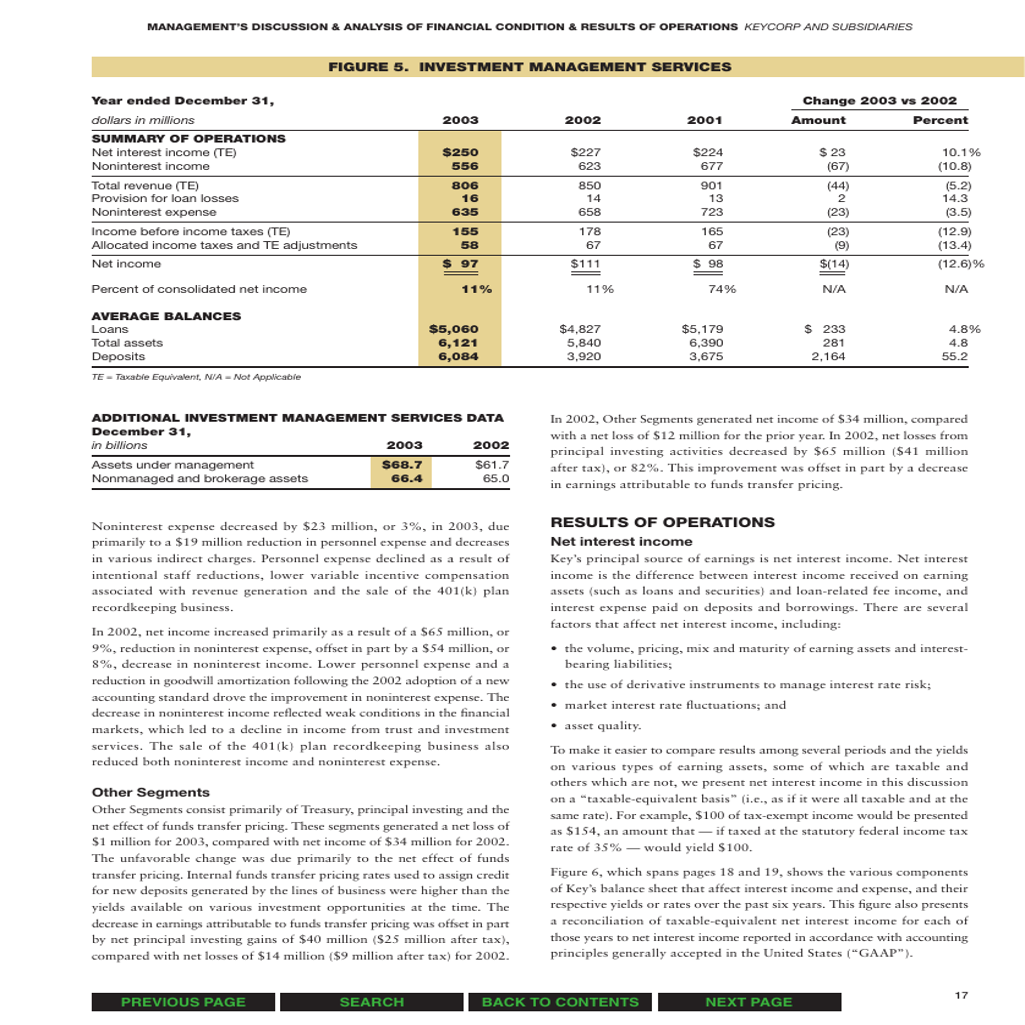 MANAGEMENT'S DISCUSSION & ANALYSIS OF FINANCIAL CONDITION & RESULTS OF OPERATIONS KEYCORP AND SUBSIDIARIES
FIGURE 5. INVESTMENT MANAGEMENT SERVICES
Year ended December 31, Change 2003 vs 2002
dollars in millions 2003 2002 2001 Amount Percent
SUMMARY OF OPERATIONS
Net interest income (TE) $250 $227 $224 $ 23 10.1%
Noninterest income 556 623 677 (67) (10.8)
Total revenue (TE) 806 850 901 (44) (5.2)
Provision for loan losses 16 14 13 2 14.3
Noninterest expense 635 658 723 (23) (3.5)
Income before income taxes (TE) 155 178 165 (23) (12.9)
Allocated income taxes and TE adjustments 58 67 67 (9) (13.4)
Net income $ 97 $111 $ 98 $(14) (12.6)%
Percent of consolidated net income 11% 11% 74% N/A N/A
AVERAGE BALANCES
Loans $5,060 $4,827 $5,179 $ 233 4.8%
Total assets 6,121 5,840 6,390 281 4.8
Deposits 6,084 3,920 3,675 2,164 55.2
TE = Taxable Equivalent, N/A = Not Applicable
ADDITIONAL INVESTMENT MANAGEMENT SERVICES DATA
December 31,
in billions 2003 2002
Assets under management $68.7 $61.7
Nonmanaged and brokerage assets 66.4 65.0
Noninterest expense decreased by $23 million, or 3%, in 2003, due
primarily to a $19 million reduction in personnel expense and decreases
in various indirect charges. Personnel expense declined as a result of
intentional staff reductions, lower variable incentive compensation
associated with revenue generation and the sale of the 401(k) plan
recordkeeping business.
In 2002, net income increased primarily as a result of a $65 million, or
9%, reduction in noninterest expense, offset in part by a $54 million, or
8%, decrease in noninterest income. Lower personnel expense and a
reduction in goodwill amortization following the 2002 adoption of a new
accounting standard drove the improvement in noninterest expense. The
decrease in noninterest income reflected weak conditions in the financial
markets, which led to a decline in income from trust and investment
services. The sale of the 401(k) plan recordkeeping business also
reduced both noninterest income and noninterest expense.
Other Segments
Other Segments consist primarily of Treasury, principal investing and the
net effect of funds transfer pricing. These segments generated a net loss of
$1 million for 2003, compared with net income of $34 million for 2002.
The unfavorable change was due primarily to the net effect of funds
transfer pricing. Internal funds transfer pricing rates used to assign credit
for new deposits generated by the lines of business were higher than the
yields available on various investment opportunities at the time. The
decrease in earnings attributable to funds transfer pricing was offset in part
by net principal investing gains of $40 million ($25 million after tax),
compared with net losses of $14 million ($9 million after tax) for 2002.
In 2002, Other Segments generated net income of $34 million, compared
with a net loss of $12 million for the prior year. In 2002, net losses from
principal investing activities decreased by $65 million ($41 million
after tax), or 82%. This improvement was offset in part by a decrease
in earnings attributable to funds transfer pricing.
RESULTS OF OPERATIONS
Net interest income
Key's principal source of earnings is net interest income. Net interest
income is the difference between interest income received on earning
assets (such as loans and securities) and loan-related fee income, and
interest expense paid on deposits and borrowings. There are several
factors that affect net interest income, including:
• the volume, pricing, mix and maturity of earning assets and interest-
bearing liabilities;
• the use of derivative instruments to manage interest rate risk;
• market interest rate fluctuations; and
• asset quality.
To make it easier to compare results among several periods and the yields
on various types of earning assets, some of which are taxable and
others which are not, we present net interest income in this discussion
on a "taxable-equivalent basis" (i.e., as if it were all taxable and at the
same rate). For example, $100 of tax-exempt income would be presented
as $154, an amount that — if taxed at the statutory federal income tax
rate of 35% — would yield $100.
Figure 6, which spans pages 18 and 19, shows the various components
of Key's balance sheet that affect interest income and expense, and their
respective yields or rates over the past six years. This figure also presents
a reconciliation of taxable-equivalent net interest income for each of
those years to net interest income reported in accordance with accounting
principles generally accepted in the United States ("GAAP").
17
PREVIOUS PAGE SEARCH BACK TO CONTENTS NEXT PAGE